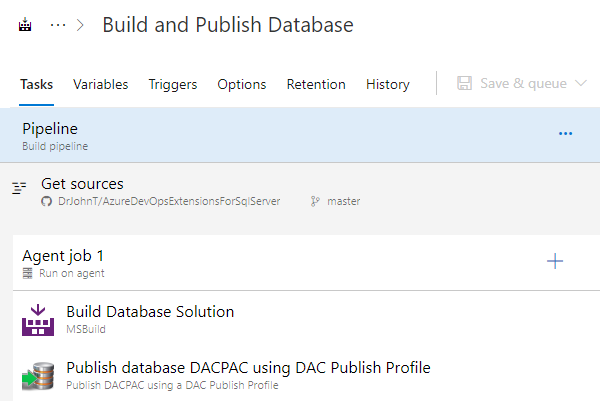 Build and Publish Database
Tasks Variables Triggers Options Retention History Save & queue
Pipeline
Build pipeline
Get sources
DrJohnT/AzureDevOpsExtensionsForSqlServer master
Agent job 1
Run on agent
Build Database Solution
MSBuild
Publish database DACPAC using DAC Publish Profile
Publish DACPAC using a DAC Publish Profile